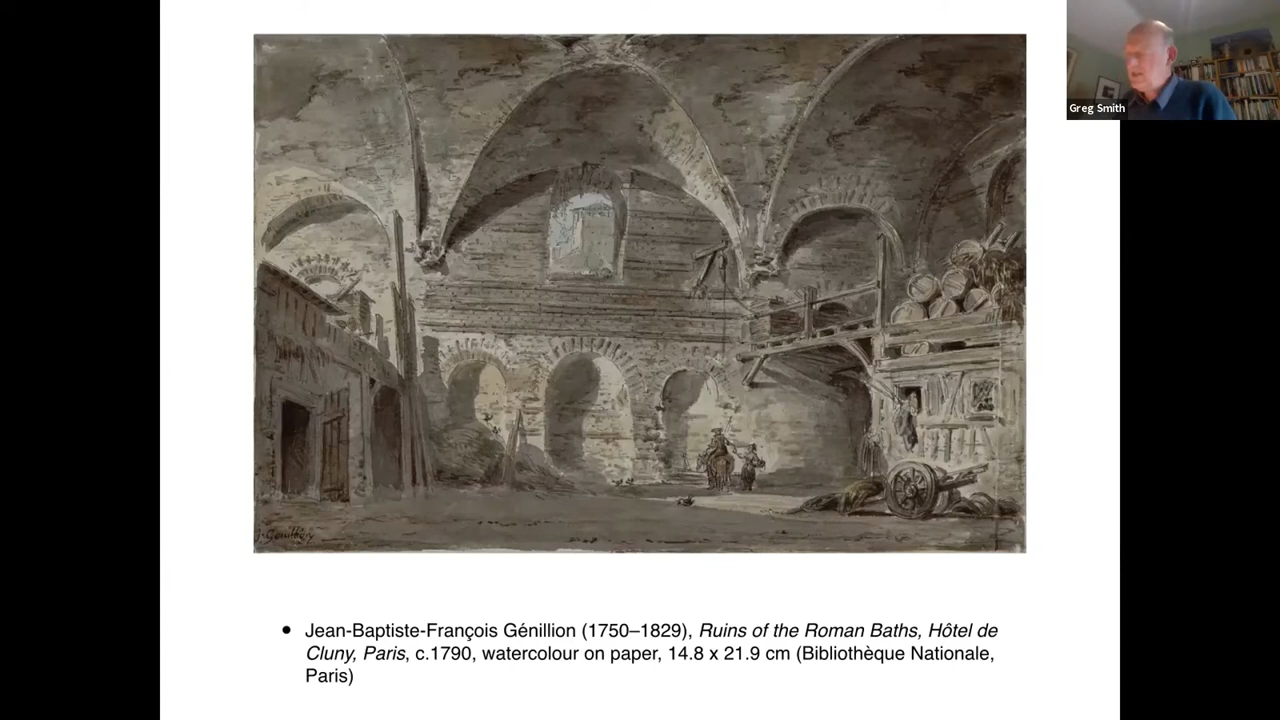 Greg Smith
• Jean-Baptiste-François Génillion (1750–1829), Ruins of the Roman Baths, Hôtel de
Cluny, Paris, c.1790, watercolour on paper, 14.8 x 21.9 cm (Bibliothèque Nationale,
Paris)